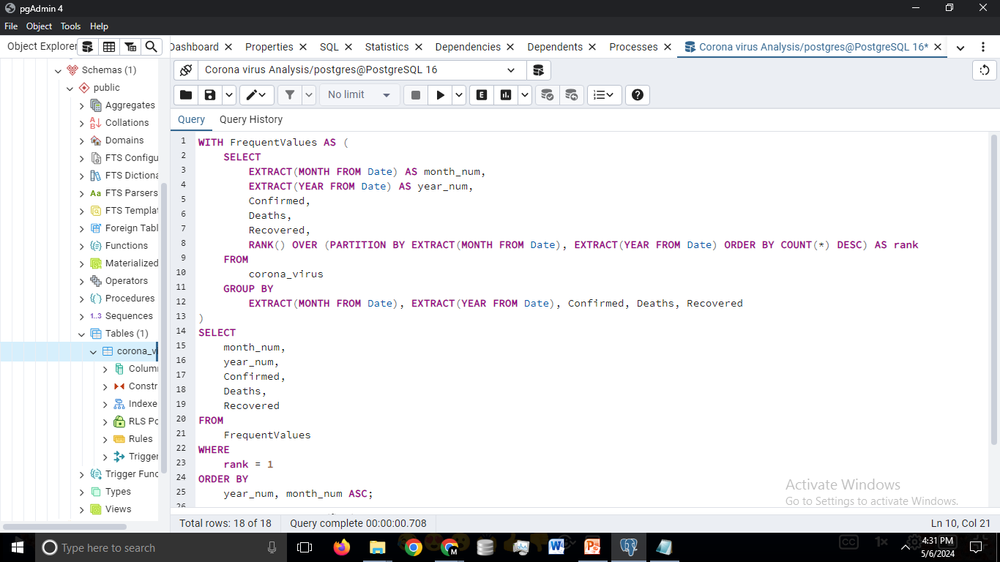 pgAdmin 4
File Object Tools Help
Object Explorer
Dashboard Properties SQL Statistics Dependencies Dependents Processes Corona virus Analysis/postgres@PostgreSQL 16*
Schemas (1)
public
Aggregates
Collations
Domains
FTS Configu
FTS Dictiona
FTS Parsers
FTS Templat
Foreign Tabl
Functions
Materialized
Operators
Procedures
1..3 Sequences
Tables (1)
corona_vi
Colum
Constr
Indexe
RLS Po
Rules
Trigger
Trigger Func
Types
Views
Corona virus Analysis/postgres@PostgreSQL 16
No limit
Query Query History
1 WITH FrequentValues AS (
2 SELECT
3 EXTRACT(MONTH FROM Date) AS month_num,
4 EXTRACT(YEAR FROM Date) AS year_num,
5 Confirmed,
6 Deaths,
7 Recovered,
8 RANK() OVER (PARTITION BY EXTRACT(MONTH FROM Date), EXTRACT(YEAR FROM Date) ORDER BY COUNT(*) DESC) AS rank
9 FROM
10 corona_virus
11 GROUP BY
12 EXTRACT(MONTH FROM Date), EXTRACT(YEAR FROM Date), Confirmed, Deaths, Recovered
13 )
14 SELECT
15 month_num,
16 year_num,
17 Confirmed,
18 Deaths,
19 Recovered
20 FROM
21 FrequentValues
22 WHERE
23 rank = 1
24 ORDER BY
25 year_num, month_num ASC;
26
Activate Windows
Go to Settings to activate Windows.
Total rows: 18 of 18 Query complete 00:00:00.708 Ln 10, Col 21
Type here to search
4:31 PM
5/6/2024